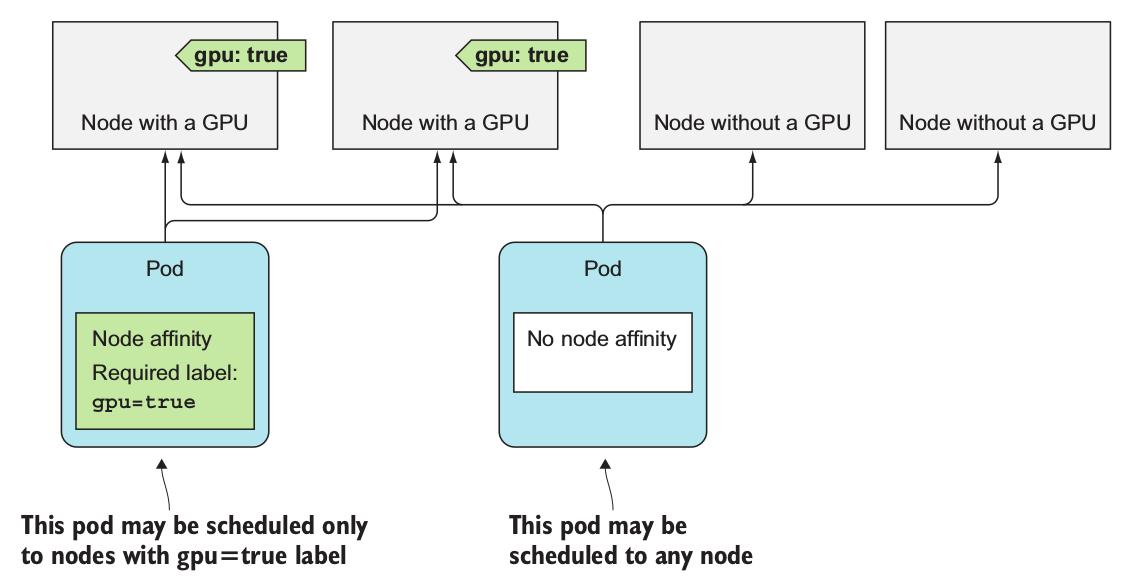 gpu: true
gpu: true
Node with a GPU
Node with a GPU
Node without a GPU
Node without a GPU
Pod
Node affinity
Required label:
gpu=true
Pod
No node affinity
This pod may be scheduled only
to nodes with gpu=true label
This pod may be
scheduled to any node